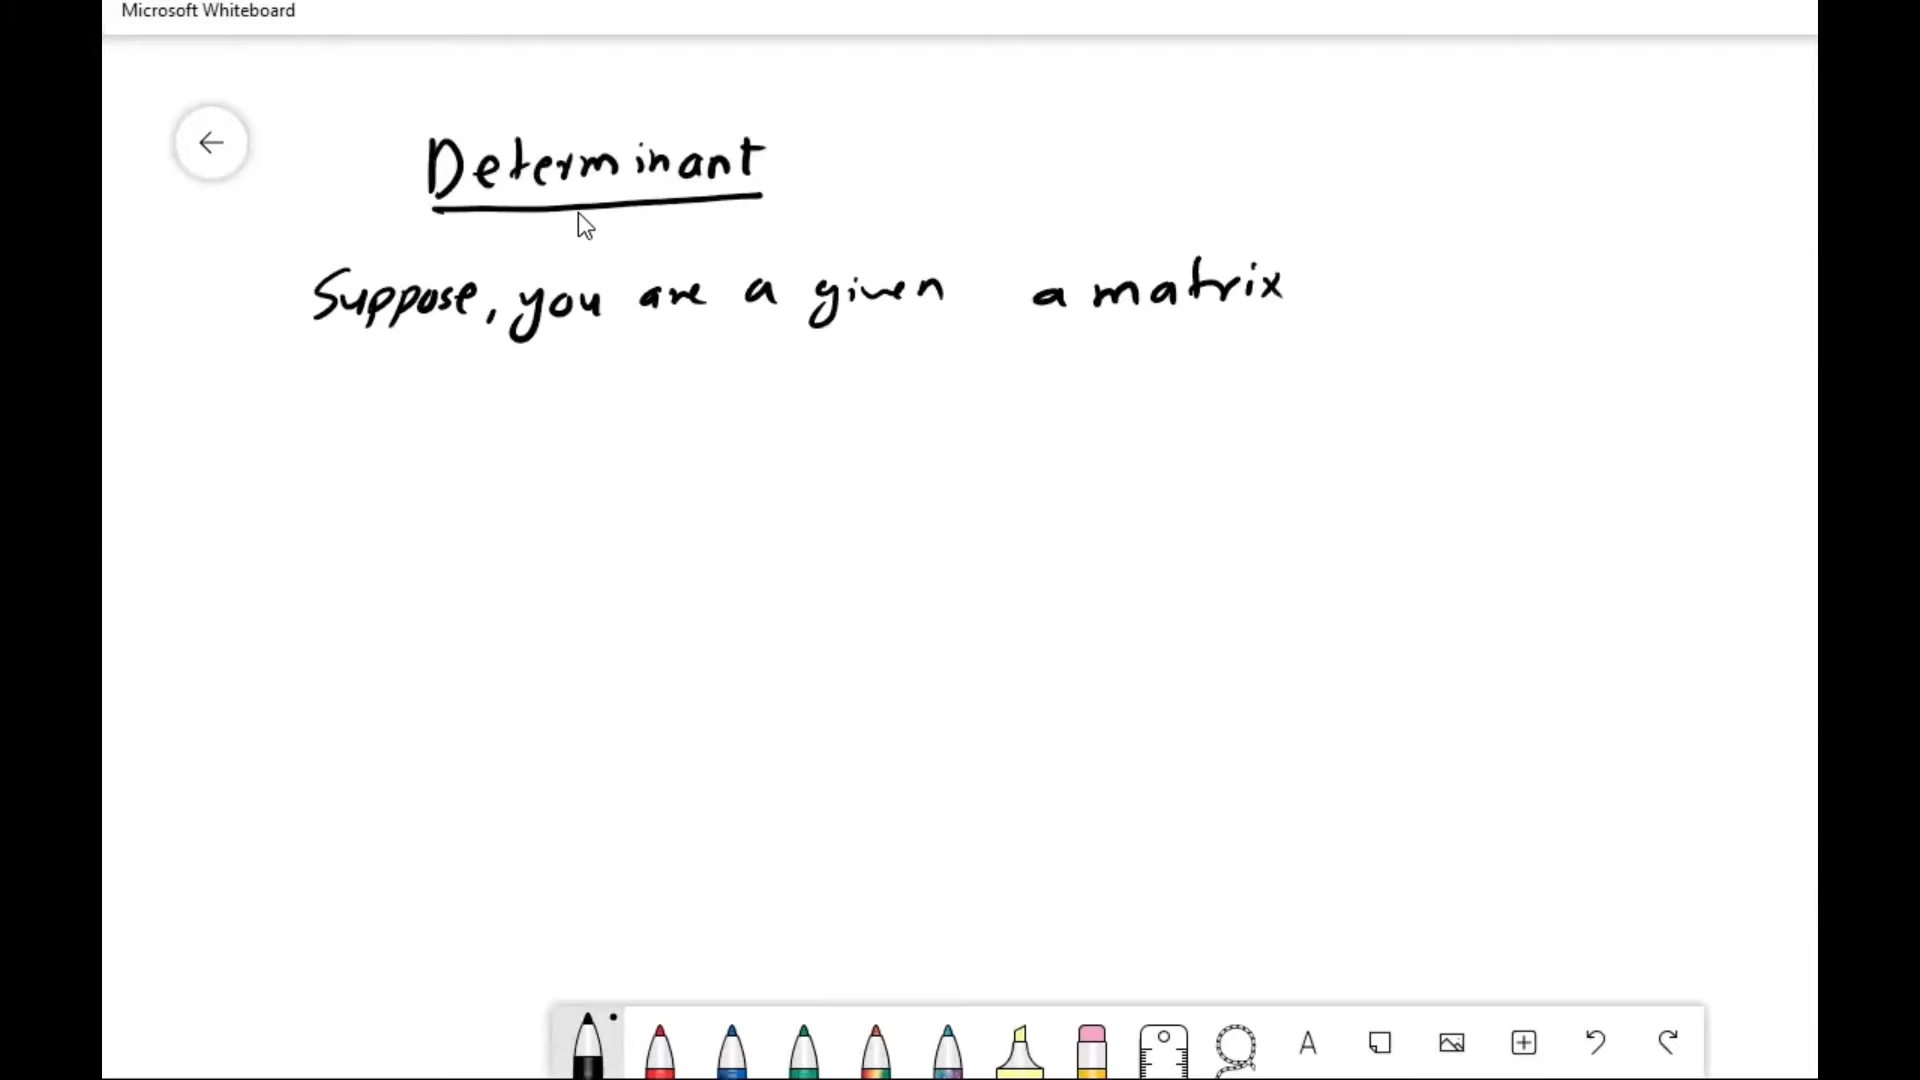 Microsoft Whiteboard
Determinant
Suppose, you are a given a matrix
A